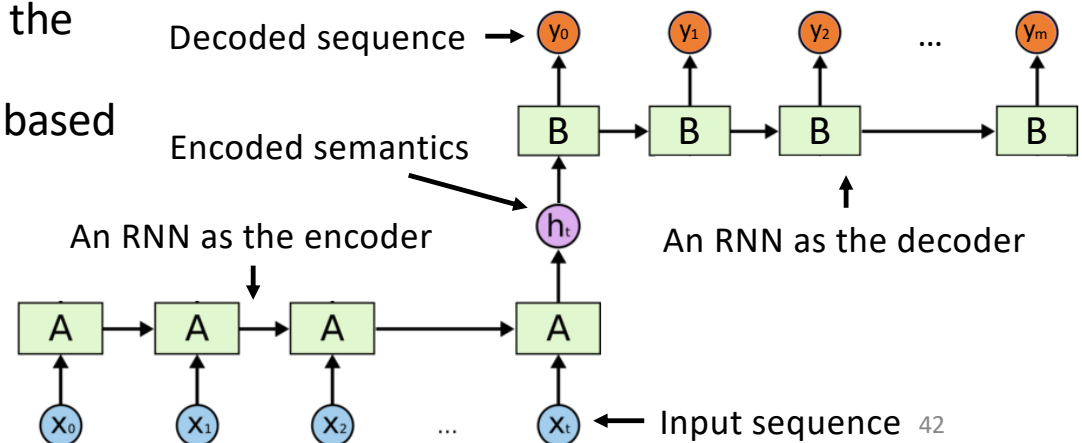 the
Decoded sequence
y₀ y₁ y₂ ... yₘ
based
B B B B
Encoded semantics
hₜ
An RNN as the encoder
An RNN as the decoder
A A A A
x₀ x₁ x₂ ... xₜ
Input sequence 42